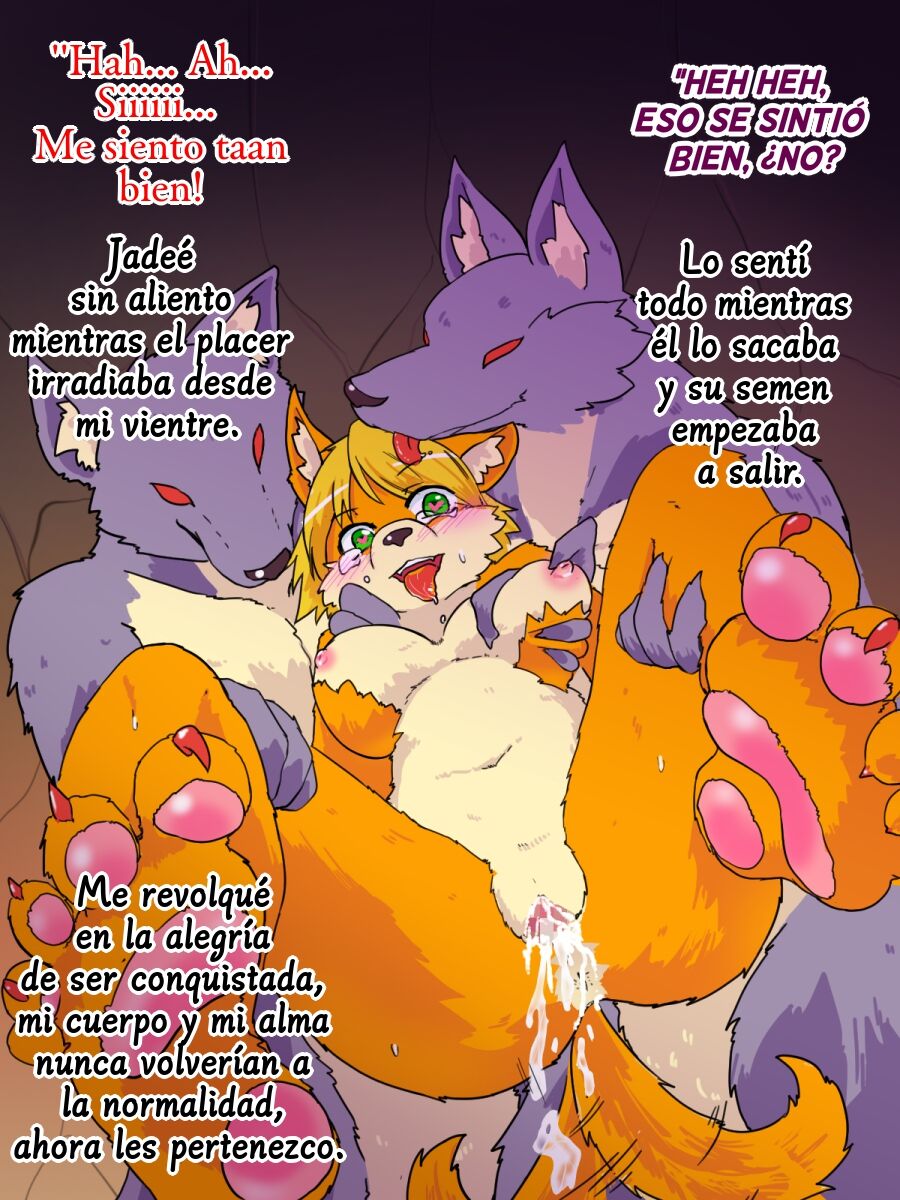 "Hah... Ah...
Siiiiii...
Me siento taan
bien!
"HEH HEH,
ESO SE SINTIÓ
BIEN, ¿NO?
Jadeé
sin aliento
mientras el placer
irradiaba desde
mi vientre.
Lo sentí
todo mientras
él lo sacaba
y su semen
empezaba
a salir.
Me revolqué
en la alegría
de ser conquistada,
mi cuerpo y mi alma
nunca volverían a
la normalidad,
ahora les pertenezco.